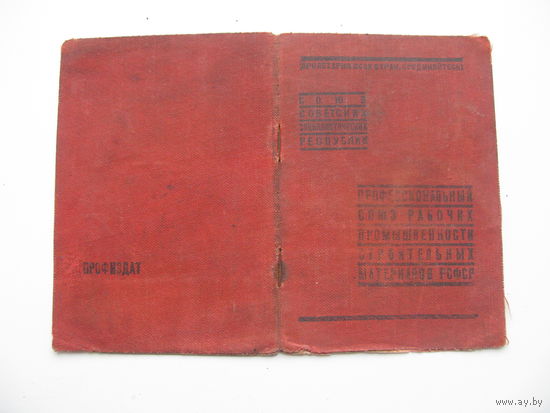 ПРОФИЗДАТ
ПРОЛЕТАРИИ ВСЕХ СТРАН, СОЕДИНЯЙТЕСЬ!
СОЮЗ
СОВЕТСКИХ
СОЦИАЛИСТИЧЕСКИХ
РЕСПУБЛИК
ПРОФЕССИОНАЛЬНЫЙ
СОЮЗ РАБОЧИХ
ПРОМЫШЛЕННОСТИ
СТРОИТЕЛЬНЫХ
МАТЕРИАЛОВ РСФСР
www.ay.by